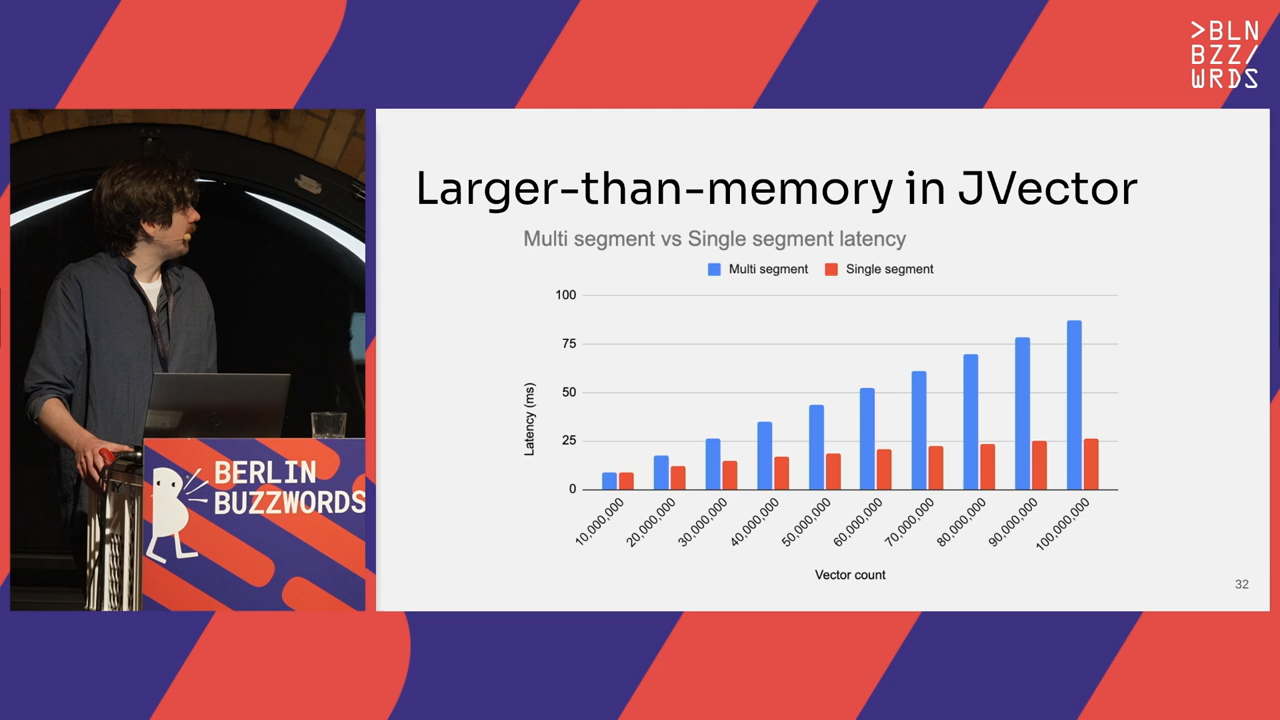 >BLN
BZZ/
WRDS
BERLIN
BUZZWORDS
Larger-than-memory in JVector
Multi segment vs Single segment latency
Multi segment
Single segment
100
75
50
25
0
Latency (ms)
10,000,000
20,000,000
30,000,000
40,000,000
50,000,000
60,000,000
70,000,000
80,000,000
90,000,000
100,000,000
Vector count
32